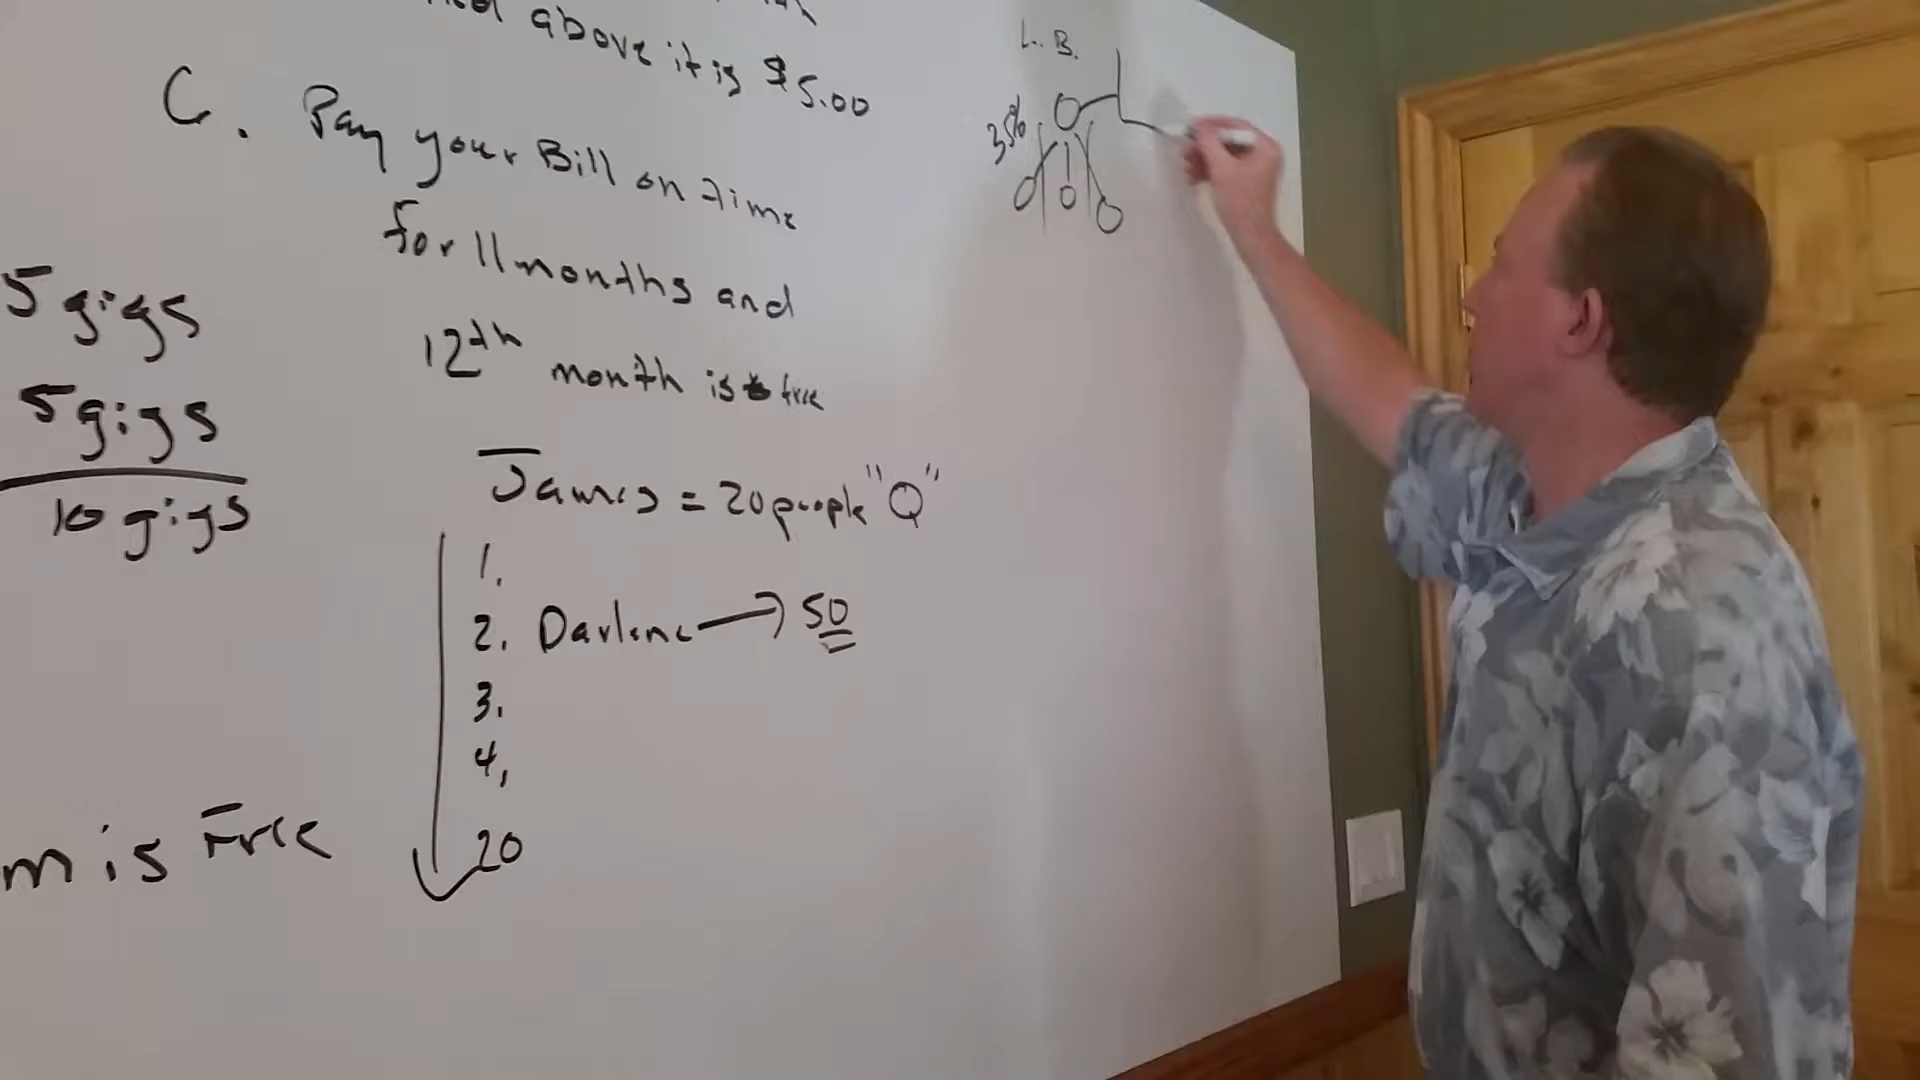 above it is $5.00
C. Pay your Bill on time
for 11 months and
12th month is free
5 gigs
5 gigs
10 gigs
m is Free
James = 20 people "Q"
1.
2. Darlene → 50
3.
4.
20
L. B.
35%